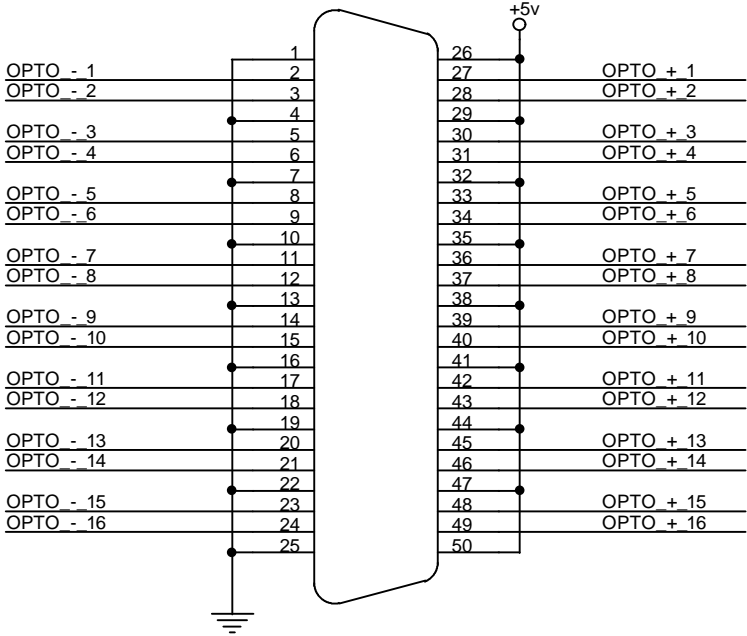 +5v
1 26
OPTO_-_1 2 27 OPTO_+_1
OPTO_-_2 3 28 OPTO_+_2
4 29
OPTO_-_3 5 30 OPTO_+_3
OPTO_-_4 6 31 OPTO_+_4
7 32
OPTO_-_5 8 33 OPTO_+_5
OPTO_-_6 9 34 OPTO_+_6
10 35
OPTO_-_7 11 36 OPTO_+_7
OPTO_-_8 12 37 OPTO_+_8
13 38
OPTO_-_9 14 39 OPTO_+_9
OPTO_-_10 15 40 OPTO_+_10
16 41
OPTO_-_11 17 42 OPTO_+_11
OPTO_-_12 18 43 OPTO_+_12
19 44
OPTO_-_13 20 45 OPTO_+_13
OPTO_-_14 21 46 OPTO_+_14
22 47
OPTO_-_15 23 48 OPTO_+_15
OPTO_-_16 24 49 OPTO_+_16
25 50